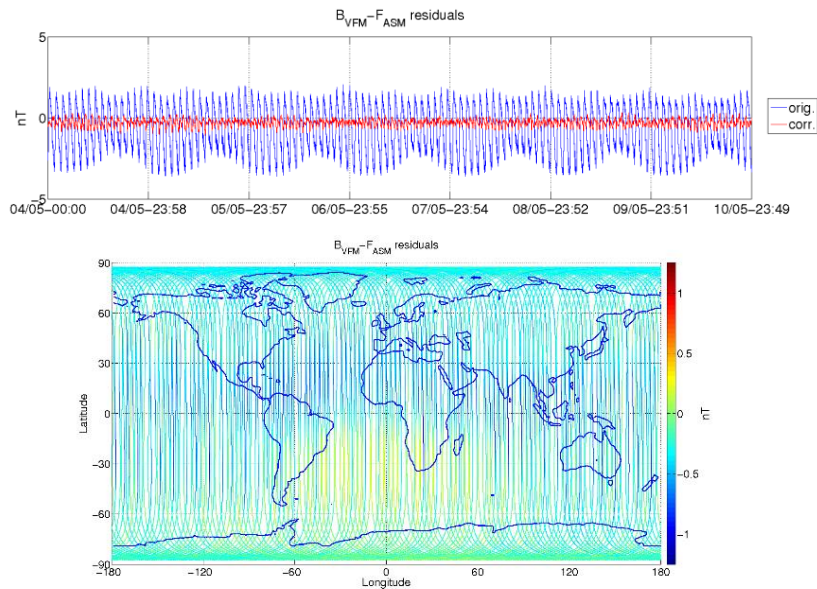 B_VFM−F_ASM residuals
5
0
−5
nT
orig.
corr.
04/05−00:00 04/05−23:58 05/05−23:57 06/05−23:55 07/05−23:54 08/05−23:52 09/05−23:51 10/05−23:49
B_VFM−F_ASM residuals
90
60
30
0
−30
−60
−90
Latitude
−180 −120 −60 0 60 120 180
Longitude
1
0.5
0
−0.5
−1
nT